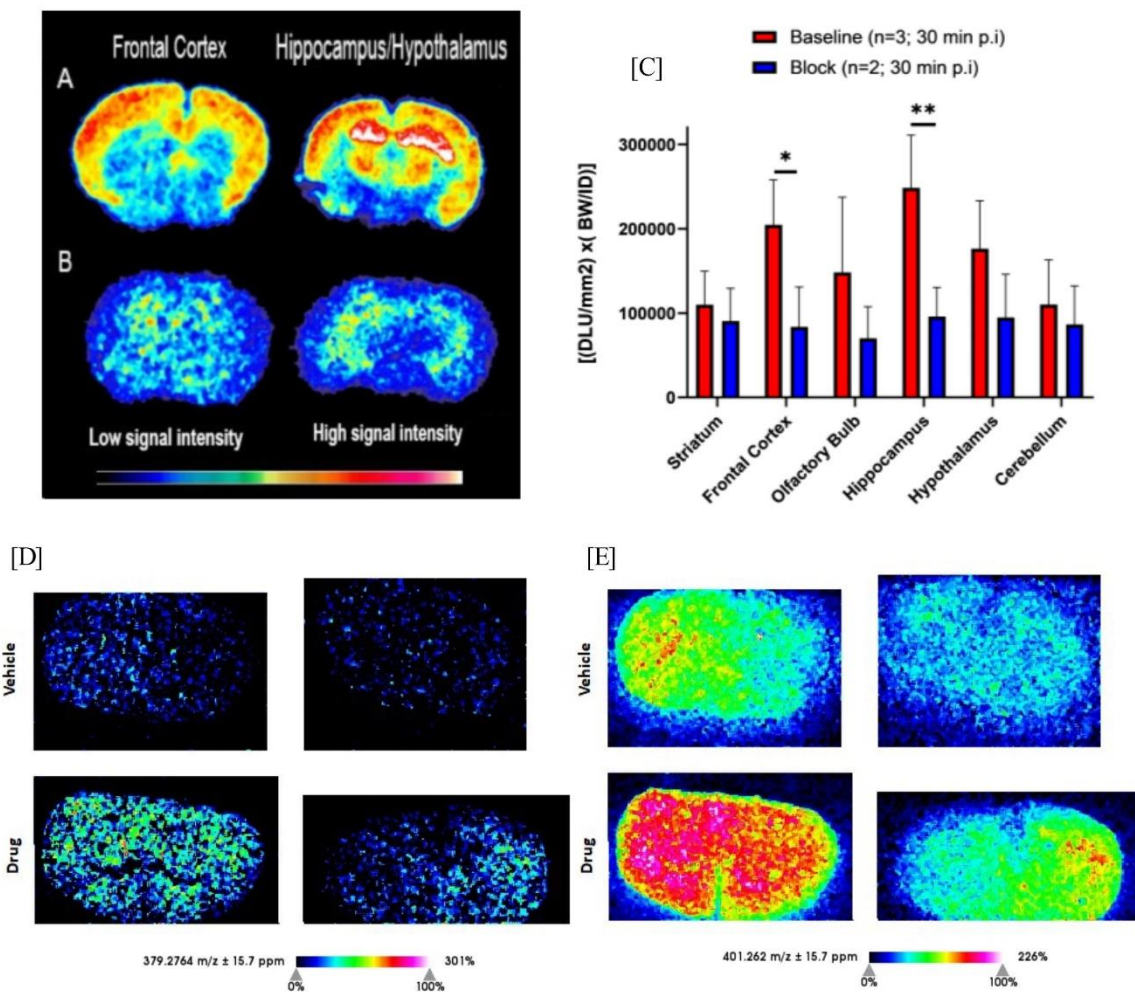 Frontal Cortex Hippocampus/Hypothalamus
A
B
Low signal intensity High signal intensity
Baseline (n=3; 30 min p.i)
Block (n=2; 30 min p.i)
[C]
[(DLU/mm2) x( BW/ID)]
300000
200000
100000
0
*
**
Striatum
Frontal Cortex
Olfactory Bulb
Hippocampus
Hypothalamus
Cerebellum
[D]
Vehicle
Drug
379.2764 m/z ± 15.7 ppm 301%
0% 100%
[E]
Vehicle
Drug
401.262 m/z ± 15.7 ppm 226%
0% 100%